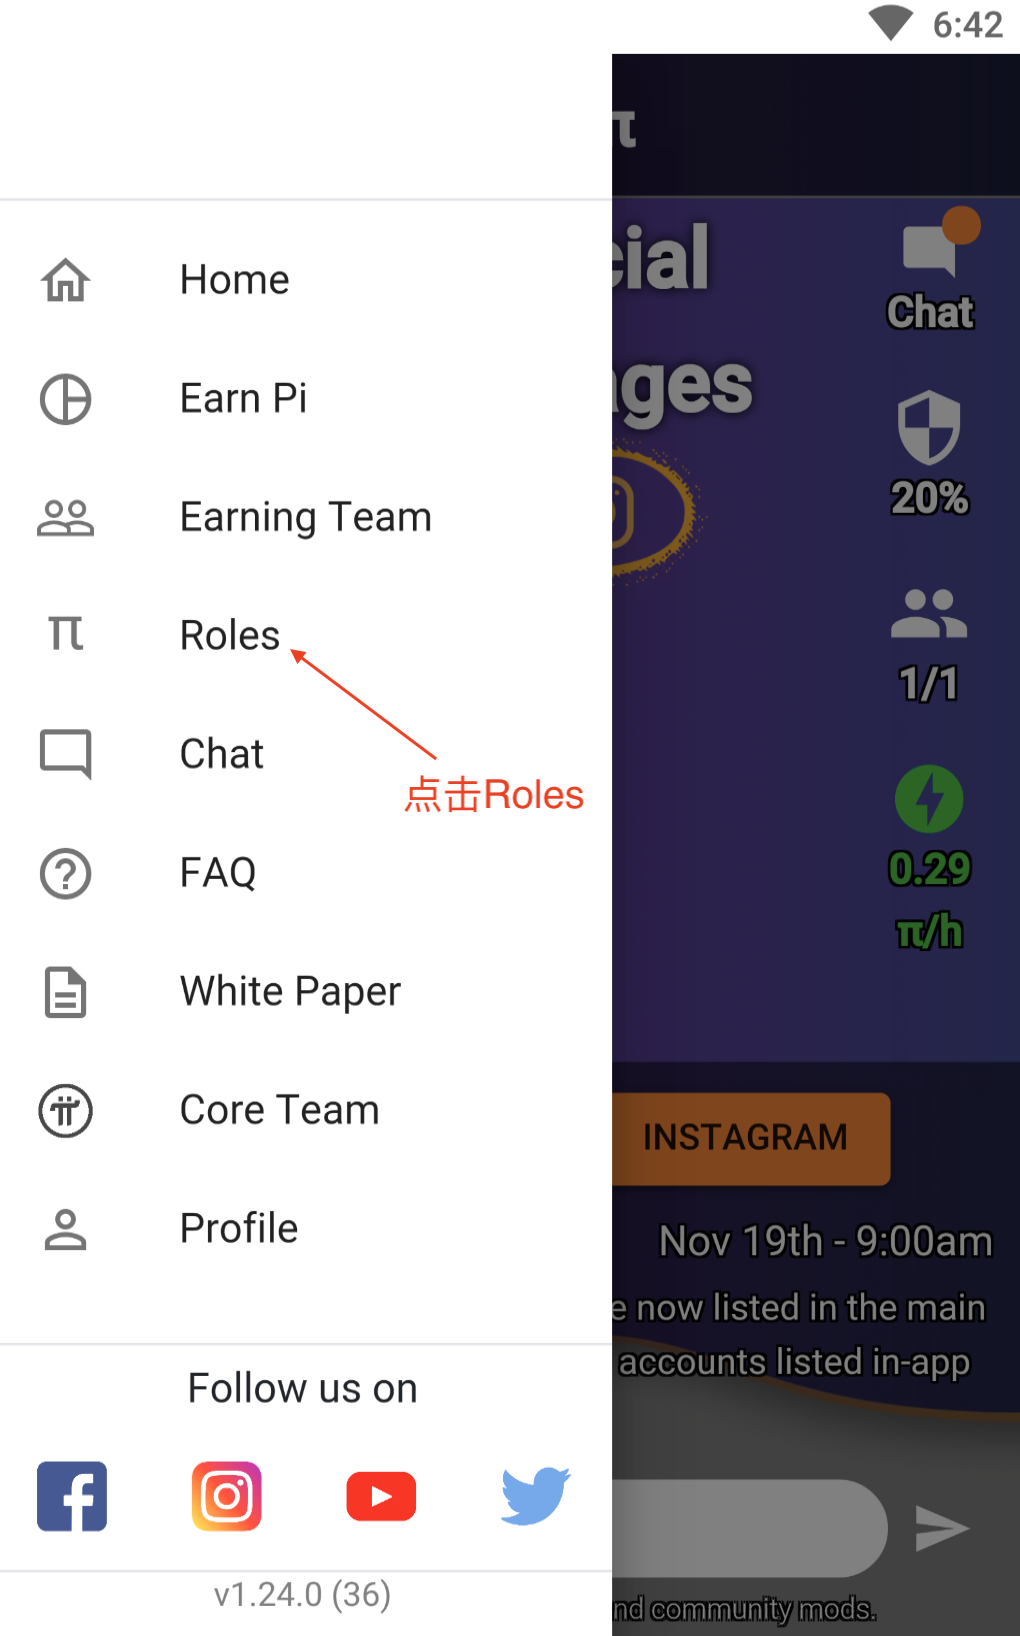 6:42
π
cial
Chat
ages
20%
1/1
0.29
π/h
Home
Earn Pi
Earning Team
π
Roles
Chat
点击Roles
FAQ
White Paper
Core Team
Profile
INSTAGRAM
Nov 19th - 9:00am
e now listed in the main
accounts listed in-app
Follow us on
v1.24.0 (36)
nd community mods.